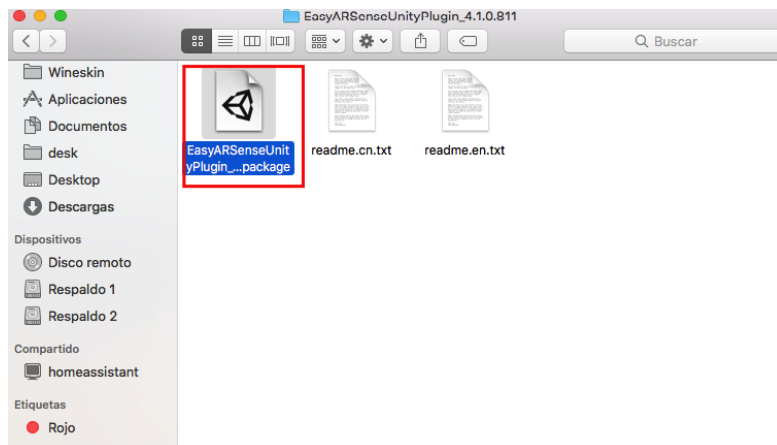 EasyARSenseUnityPlugin_4.1.0.811
Buscar
Wineskin
Aplicaciones
Documentos
desk
Desktop
Descargas
Dispositivos
Disco remoto
Respaldo 1
Respaldo 2
Compartido
homeassistant
Etiquetas
Rojo
EasyARSenseUnit
yPlugin_...package
readme.cn.txt
readme.en.txt